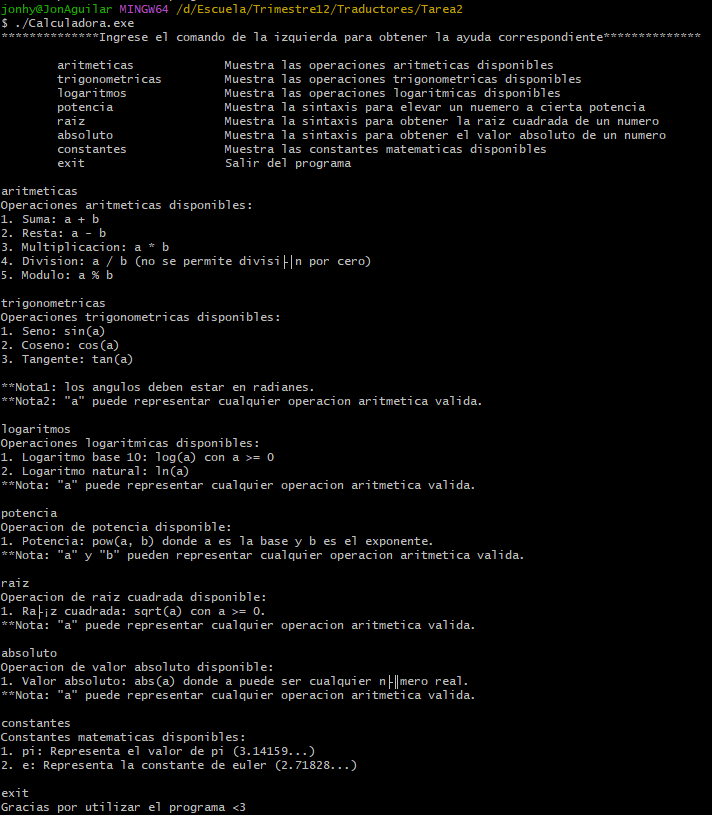 jonhy@JonAguilar MINGW64 /d/Escuela/Trimestre12/Traductores/Tarea2
$ ./Calculadora.exe
**************Ingrese el comando de la izquierda para obtener la ayuda correspondiente**************
aritmeticas Muestra las operaciones aritmeticas disponibles
trigonometricas Muestra las operaciones trigonometricas disponibles
logaritmos Muestra las operaciones logaritmicas disponibles
potencia Muestra la sintaxis para elevar un nuemero a cierta potencia
raiz Muestra la sintaxis para obtener la raiz cuadrada de un numero
absoluto Muestra la sintaxis para obtener el valor absoluto de un numero
constantes Muestra las constantes matematicas disponibles
exit Salir del programa
aritmeticas
Operaciones aritmeticas disponibles:
1. Suma: a + b
2. Resta: a - b
3. Multiplicacion: a * b
4. Division: a / b (no se permite divisi├│n por cero)
5. Modulo: a % b
trigonometricas
Operaciones trigonometricas disponibles:
1. Seno: sin(a)
2. Coseno: cos(a)
3. Tangente: tan(a)
**Nota1: los angulos deben estar en radianes.
**Nota2: "a" puede representar cualquier operacion aritmetica valida.
logaritmos
Operaciones logaritmicas disponibles:
1. Logaritmo base 10: log(a) con a >= 0
2. Logaritmo natural: ln(a)
**Nota: "a" puede representar cualquier operacion aritmetica valida.
potencia
Operacion de potencia disponible:
1. Potencia: pow(a, b) donde a es la base y b es el exponente.
**Nota: "a" y "b" pueden representar cualquier operacion aritmetica valida.
raiz
Operacion de raiz cuadrada disponible:
1. Ra├¡z cuadrada: sqrt(a) con a >= 0.
**Nota: "a" puede representar cualquier operacion aritmetica valida.
absoluto
Operacion de valor absoluto disponible:
1. Valor absoluto: abs(a) donde a puede ser cualquier n├║mero real.
**Nota: "a" puede representar cualquier operacion aritmetica valida.
constantes
Constantes matematicas disponibles:
1. pi: Representa el valor de pi (3.14159...)
2. e: Representa la constante de euler (2.71828...)
exit
Gracias por utilizar el programa <3